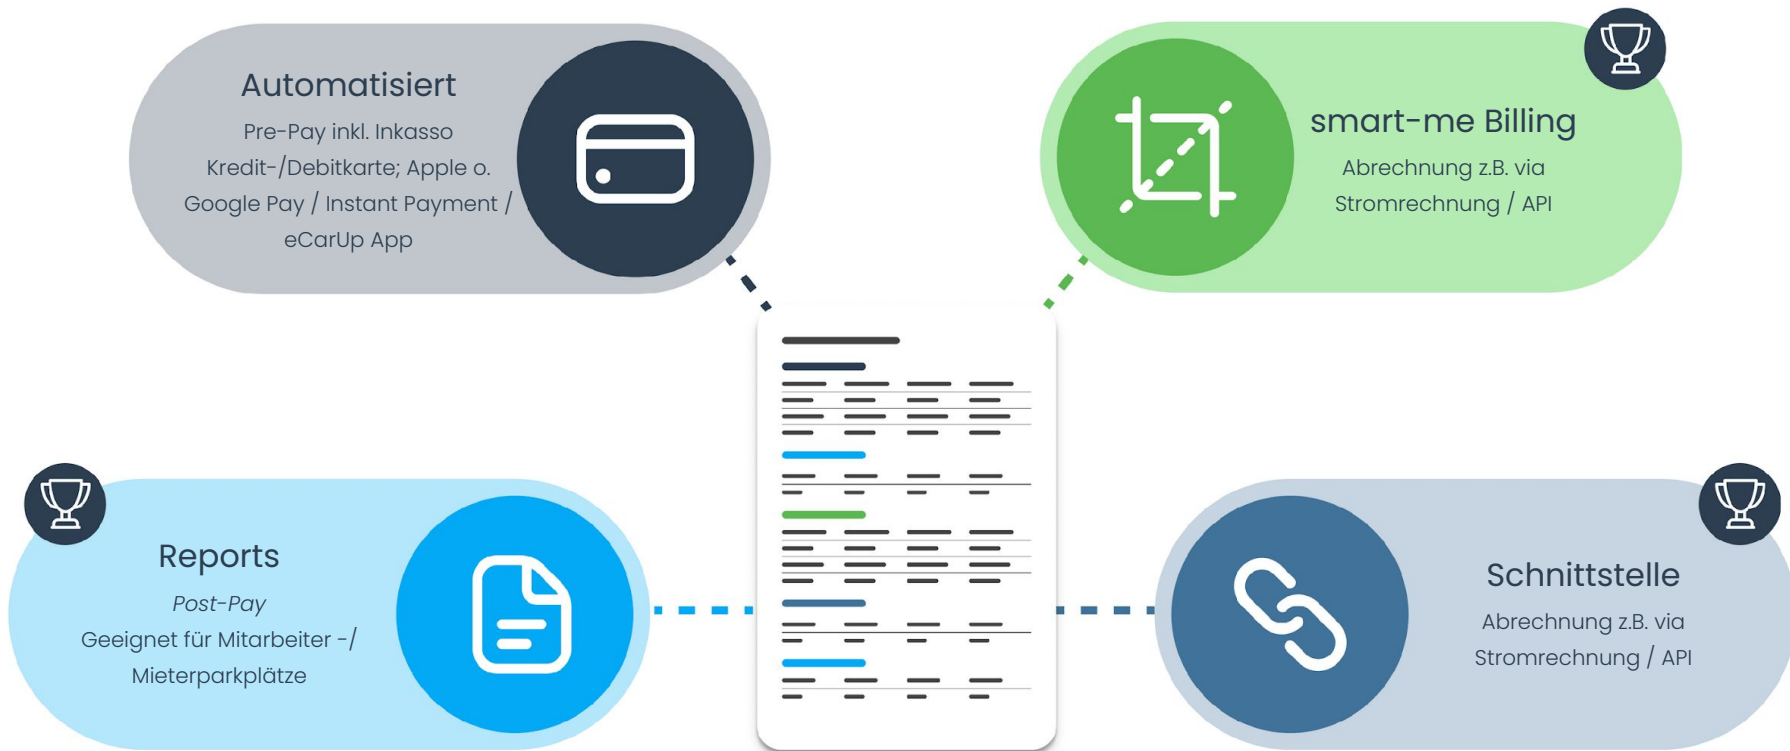 Automatisiert
Pre-Pay inkl. Inkasso
Kredit-/Debitkarte; Apple o.
Google Pay / Instant Payment /
eCarUp App
smart-me Billing
Abrechnung z.B. via
Stromrechnung / API
Reports
Post-Pay
Geeignet für Mitarbeiter -/
Mieterparkplätze
Schnittstelle
Abrechnung z.B. via
Stromrechnung / API